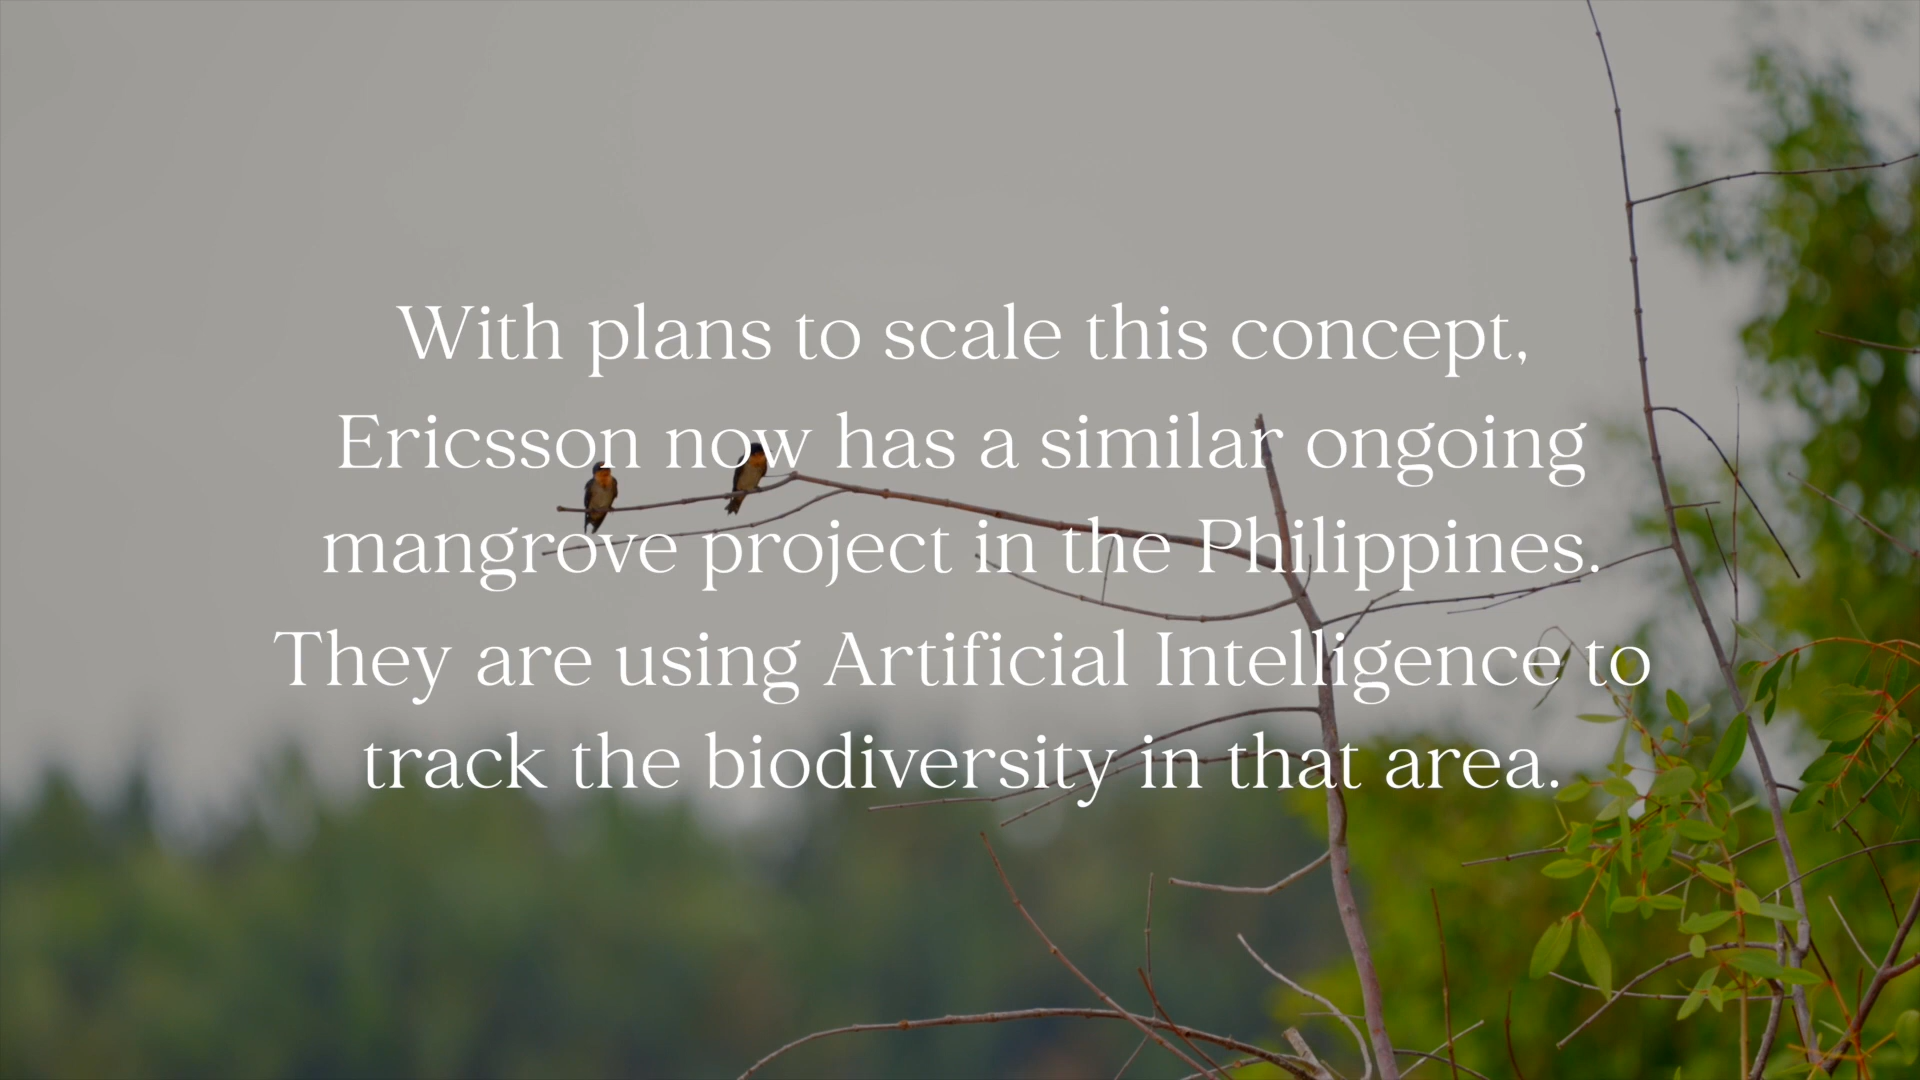 With plans to scale this concept,
Ericsson now has a similar ongoing
mangrove project in the Philippines.
They are using Artificial Intelligence to
track the biodiversity in that area.